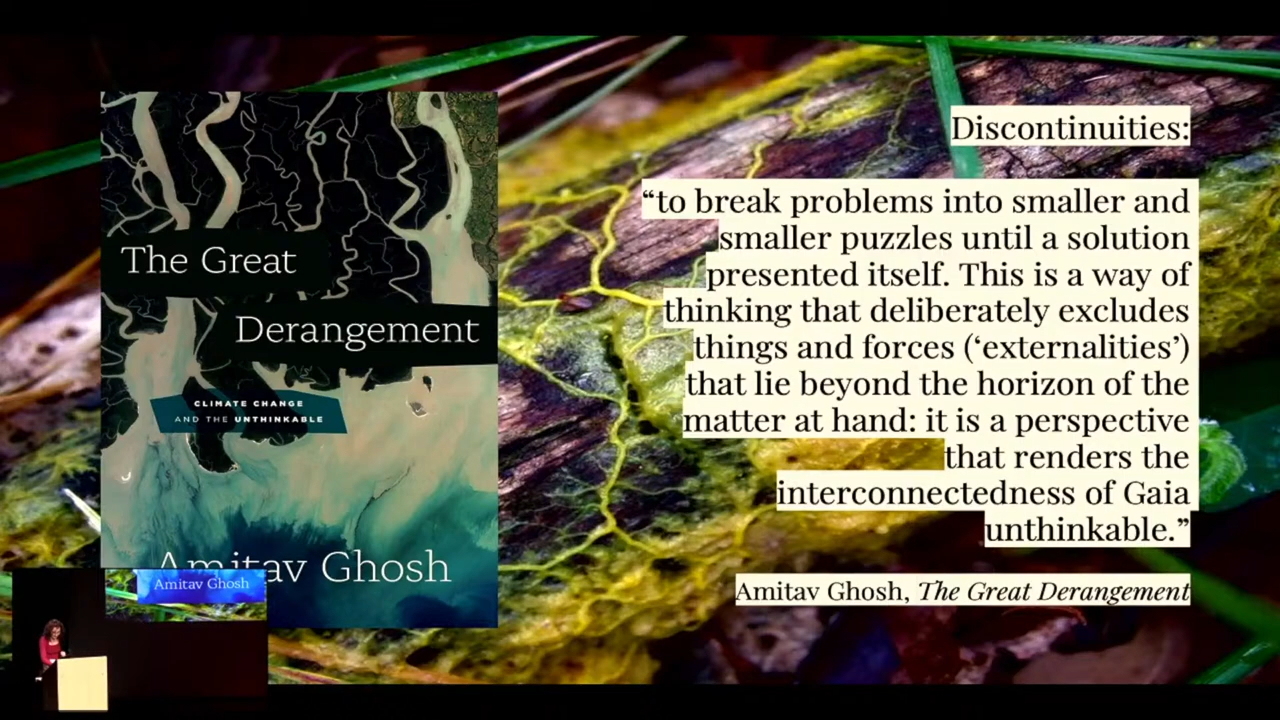 The Great
Derangement
CLIMATE CHANGE
AND THE UNTHINKABLE
Amitav Ghosh
Amitav Ghosh
Discontinuities:
“to break problems into smaller and
smaller puzzles until a solution
presented itself. This is a way of
thinking that deliberately excludes
things and forces (‘externalities’)
that lie beyond the horizon of the
matter at hand: it is a perspective
that renders the
interconnectedness of Gaia
unthinkable.”
Amitav Ghosh, The Great Derangement